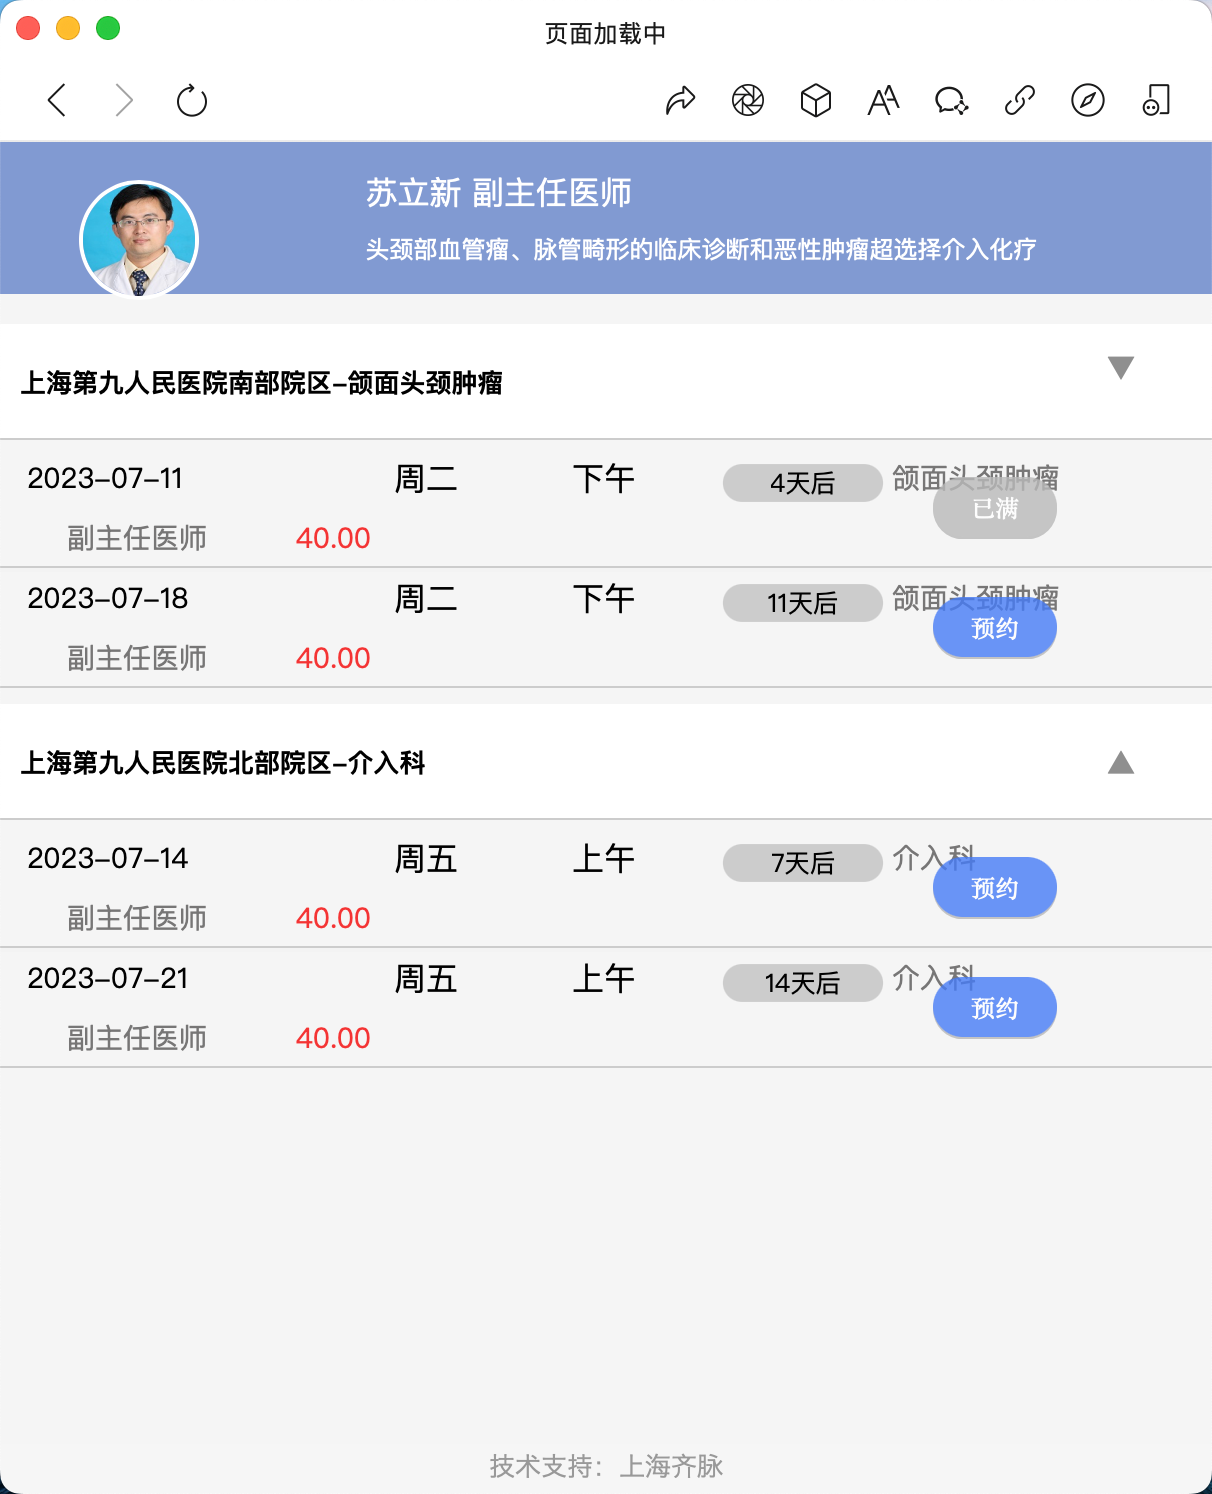 页面加载中
苏立新 副主任医师
头颈部血管瘤、脉管畸形的临床诊断和恶性肿瘤超选择介入化疗
上海第九人民医院南部院区-颌面头颈肿瘤
2023-07-11 周二 下午 4天后 颌面头颈肿瘤
已满
副主任医师 40.00
2023-07-18 周二 下午 11天后 颌面头颈肿瘤
预约
副主任医师 40.00
上海第九人民医院北部院区-介入科
2023-07-14 周五 上午 7天后 介入科
预约
副主任医师 40.00
2023-07-21 周五 上午 14天后 介入科
预约
副主任医师 40.00
技术支持：上海齐脉